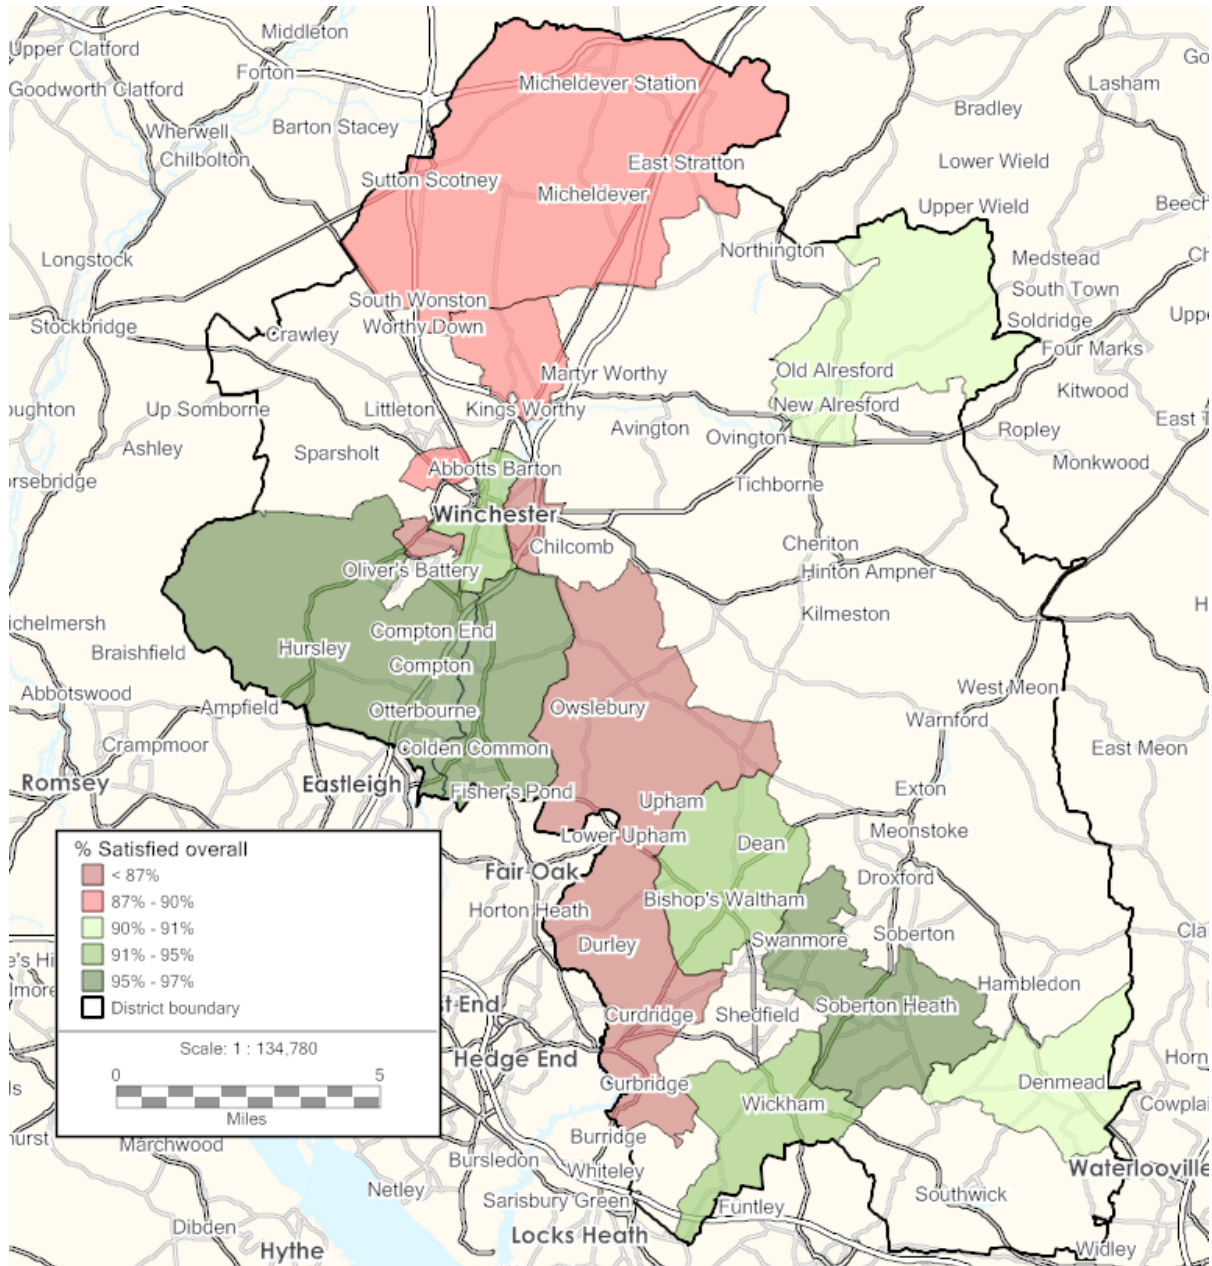 Middleton
Upper Clatford
Forton
Goodworth Clatford
Micheldever Station
Lasham
Bradley
Barton Stacey
Wherwell
Chilbolton
East Stratton
Lower Wield
Sutton Scotney
Micheldever
Upper Wield
Northington
Longstock
Medstead
South Town
South Wonston
Stockbridge
Worthy Down
Crawley
Soldridge
Four Marks
Martyr Worthy
Old Alresford
Kitwood
Up Somborne
Littleton
Kings Worthy
New Alresford
Ashley
Avington
Ovington
Ropley
Sparsholt
Monkwood
Abbotts Barton
Tichborne
Winchester
Chilcomb
Cheriton
Oliver's Battery
Hinton Ampner
Kilmeston
Compton End
Braishfield
Hursley
Compton
Abbotswood
West Meon
Ampfield
Otterbourne
Owslebury
Warnford
Crampmoor
Colden Common
East Meon
Romsey
Eastleigh
Fisher's Pond
Exton
Upham
Lower Upham
Meonstoke
Dean
Fair Oak
Droxford
Bishop's Waltham
Horton Heath
Durley
Swanmore
Soberton
Hambledon
Soberton Heath
Curdridge
Shedfield
Hedge End
Curbridge
Wickham
Denmead
% Satisfied overall
< 87%
87% - 90%
90% - 91%
91% - 95%
95% - 97%
District boundary
Scale: 1 : 134,780
0 5
Miles
Marchwood
Burridge
Bursledon
Whiteley
Waterlooville
Netley
Sarisbury Green
Southwick
Funtley
Dibden
Locks Heath
Hythe
Widley